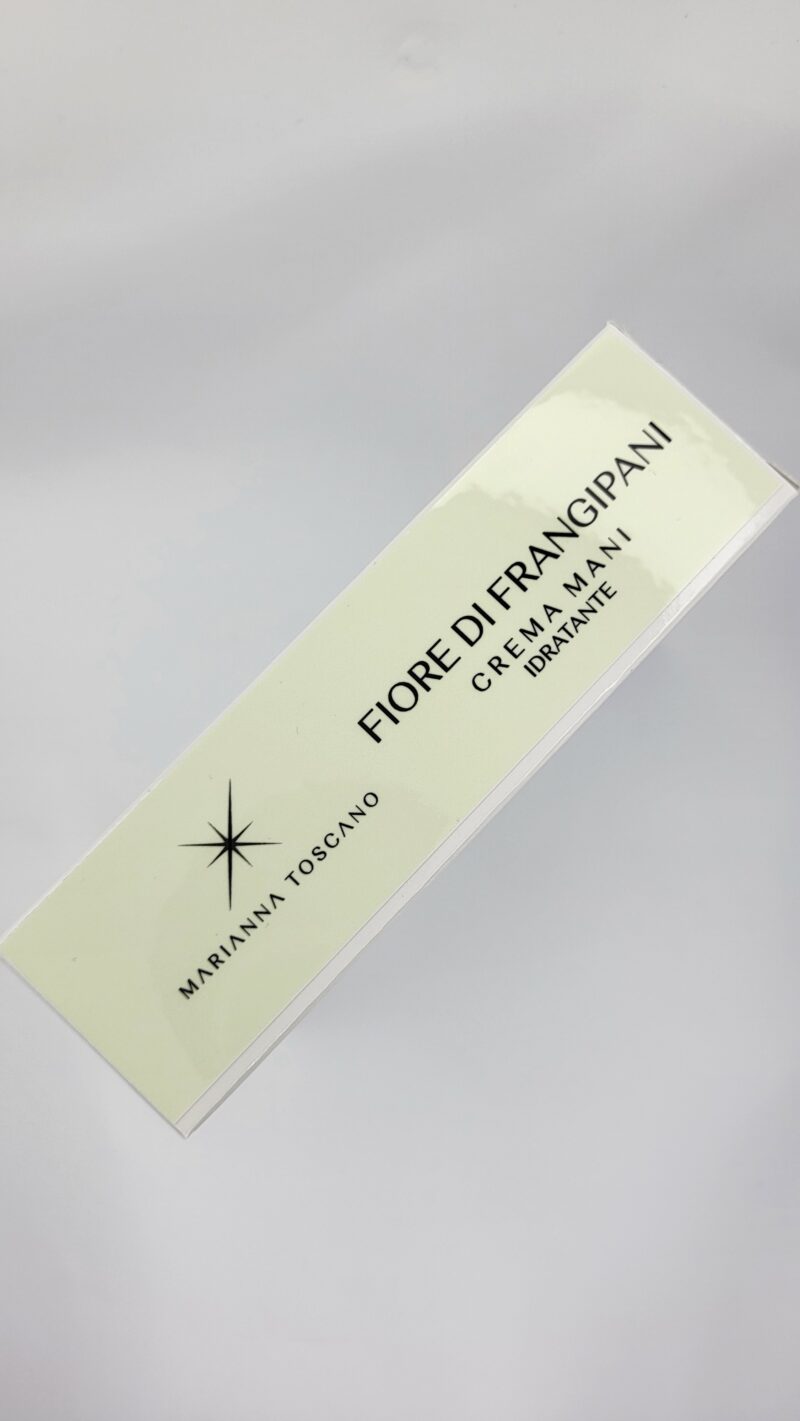 MARIANNA TOSCANO
FIORE DI FRANGIPANI
CREMA MANI
IDRATANTE